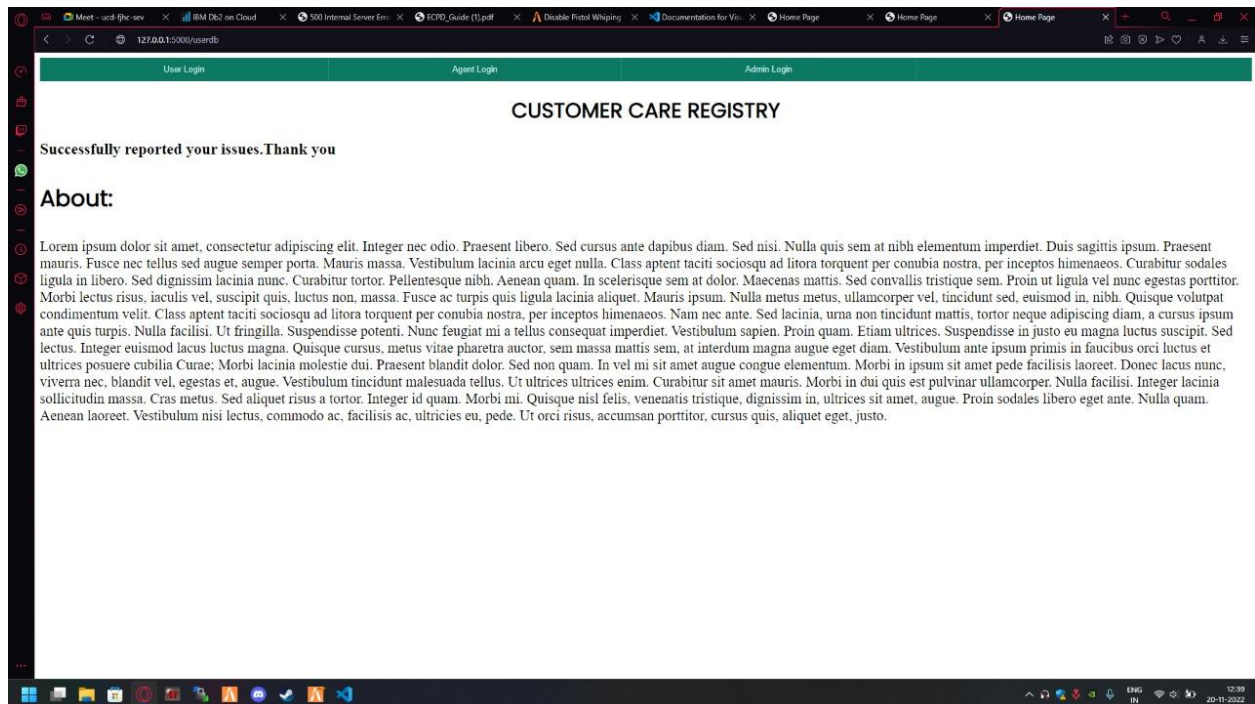 Meet – ucd-fjhc-sev
IBM Db2 on Cloud
500 Internal Server Erro
ECPD_Guide (1).pdf
Disable Pistol Whiping
Documentation for Visu
Home Page
Home Page
Home Page
127.0.0.1:5000/userdb
User Login
Agent Login
Admin Login
CUSTOMER CARE REGISTRY
Successfully reported your issues.Thank you
About:
Lorem ipsum dolor sit amet, consectetur adipiscing elit. Integer nec odio. Praesent libero. Sed cursus ante dapibus diam. Sed nisi. Nulla quis sem at nibh elementum imperdiet. Duis sagittis ipsum. Praesent
mauris. Fusce nec tellus sed augue semper porta. Mauris massa. Vestibulum lacinia arcu eget nulla. Class aptent taciti sociosqu ad litora torquent per conubia nostra, per inceptos himenaeos. Curabitur sodales
ligula in libero. Sed dignissim lacinia nunc. Curabitur tortor. Pellentesque nibh. Aenean quam. In scelerisque sem at dolor. Maecenas mattis. Sed convallis tristique sem. Proin ut ligula vel nunc egestas porttitor.
Morbi lectus risus, iaculis vel, suscipit quis, luctus non, massa. Fusce ac turpis quis ligula lacinia aliquet. Mauris ipsum. Nulla metus metus, ullamcorper vel, tincidunt sed, euismod in, nibh. Quisque volutpat
condimentum velit. Class aptent taciti sociosqu ad litora torquent per conubia nostra, per inceptos himenaeos. Nam nec ante. Sed lacinia, urna non tincidunt mattis, tortor neque adipiscing diam, a cursus ipsum
ante quis turpis. Nulla facilisi. Ut fringilla. Suspendisse potenti. Nunc feugiat mi a tellus consequat imperdiet. Vestibulum sapien. Proin quam. Etiam ultrices. Suspendisse in justo eu magna luctus suscipit. Sed
lectus. Integer euismod lacus luctus magna. Quisque cursus, metus vitae pharetra auctor, sem massa mattis sem, at interdum magna augue eget diam. Vestibulum ante ipsum primis in faucibus orci luctus et
ultrices posuere cubilia Curae; Morbi lacinia molestie dui. Praesent blandit dolor. Sed non quam. In vel mi sit amet augue congue elementum. Morbi in ipsum sit amet pede facilisis laoreet. Donec lacus nunc,
viverra nec, blandit vel, egestas et, augue. Vestibulum tincidunt malesuada tellus. Ut ultrices ultrices enim. Curabitur sit amet mauris. Morbi in dui quis est pulvinar ullamcorper. Nulla facilisi. Integer lacinia
sollicitudin massa. Cras metus. Sed aliquet risus a tortor. Integer id quam. Morbi mi. Quisque nisl felis, venenatis tristique, dignissim in, ultrices sit amet, augue. Proin sodales libero eget ante. Nulla quam.
Aenean laoreet. Vestibulum nisi lectus, commodo ac, facilisis ac, ultricies eu, pede. Ut orci risus, accumsan porttitor, cursus quis, aliquet eget, justo.
ENG
IN
12:39
20-11-2022